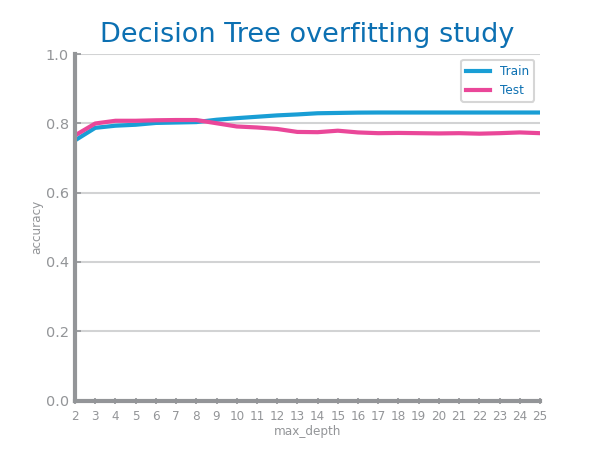 Decision Tree overfitting study
1.0
Train
Test
0.8
0.6
accuracy
0.4
0.2
0.0
2 3 4 5 6 7 8 9 10 11 12 13 14 15 16 17 18 19 20 21 22 23 24 25
max_depth